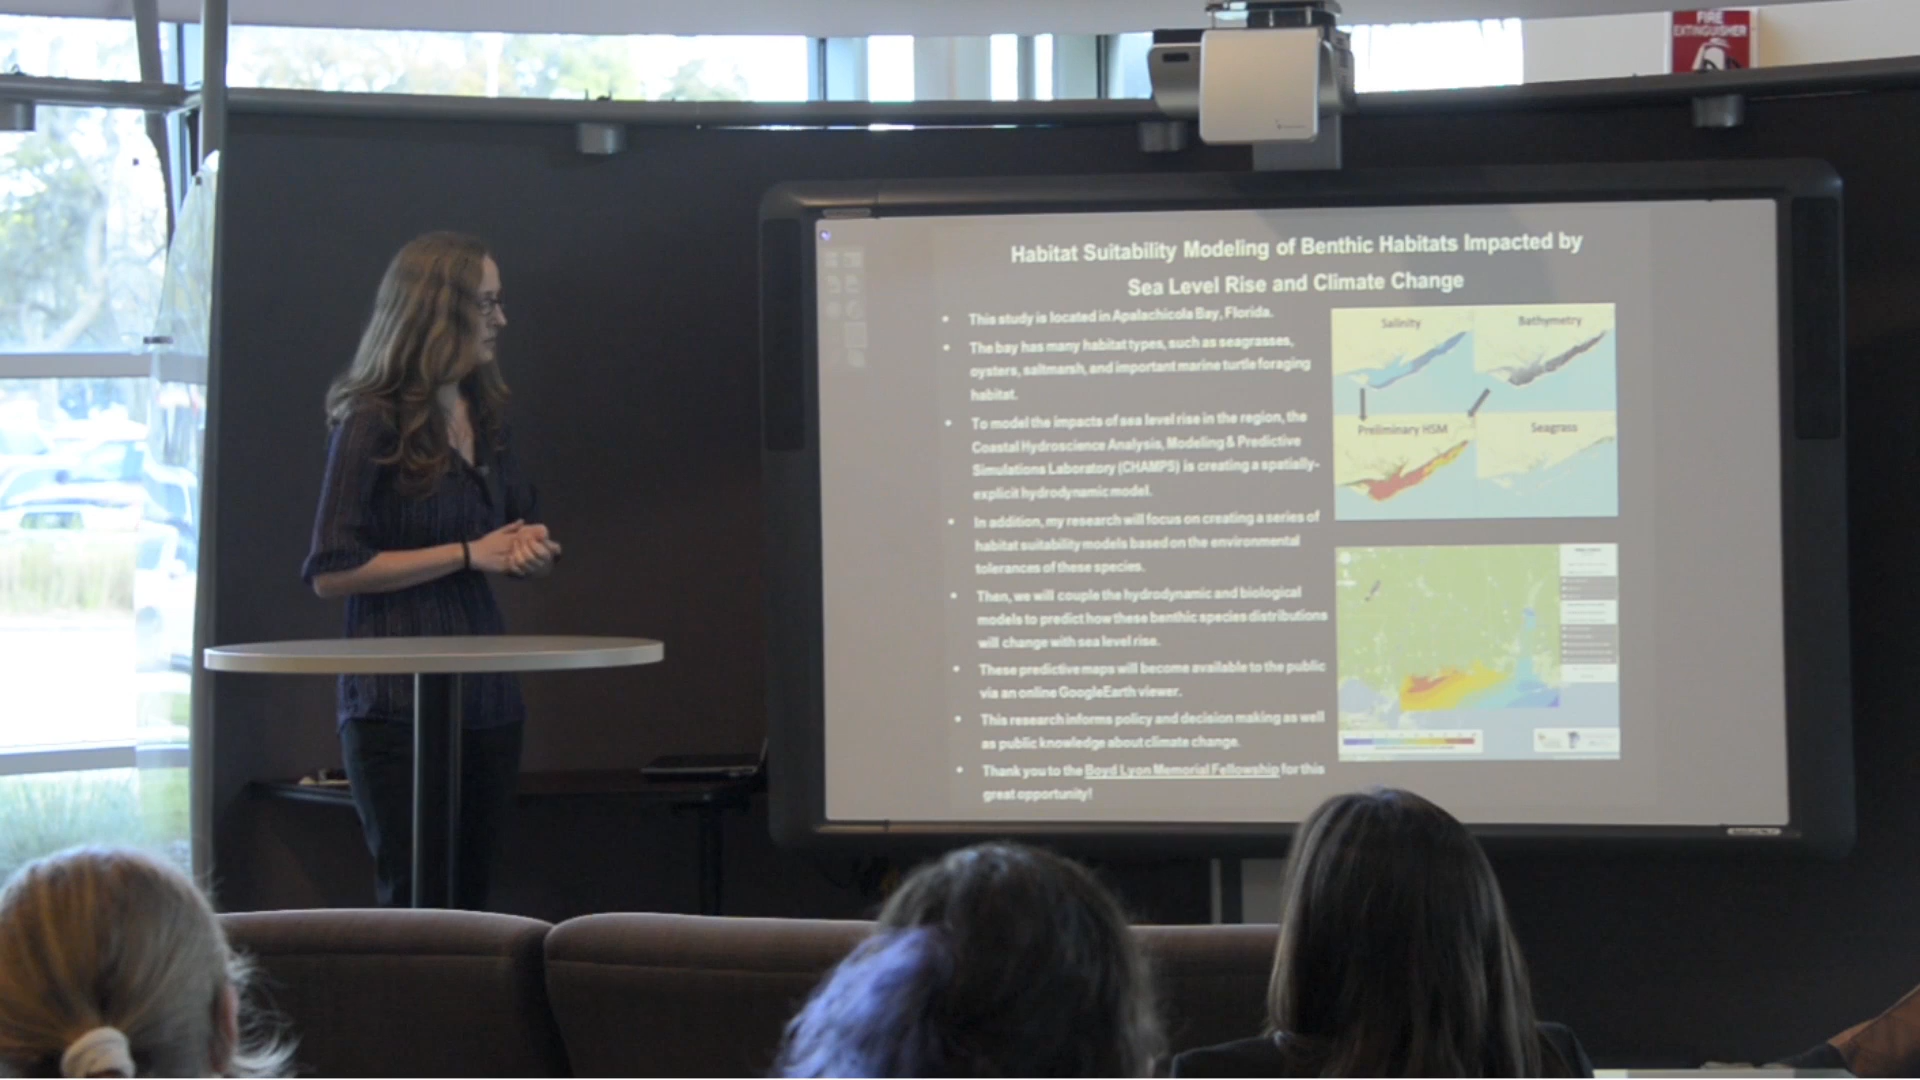 FIRE
EXTINGUISHER
Habitat Suitability Modeling of Benthic Habitats Impacted by
Sea Level Rise and Climate Change
• This study is located in Apalachicola Bay, Florida.
• The bay has many habitat types, such as seagrasses,
oysters, saltmarsh, and important marine turtle foraging
habitat.
• To model the impacts of sea level rise in the region, the
Coastal Hydroscience Analysis, Modeling & Predictive
Simulations Laboratory (CHAMPS) is creating a spatially-
explicit hydrodynamic model.
• In addition, my research will focus on creating a series of
habitat suitability models based on the environmental
tolerances of these species.
• Then, we will couple the hydrodynamic and biological
models to predict how these benthic species distributions
will change with sea level rise.
• These predictive maps will become available to the public
via an online GoogleEarth viewer.
• This research informs policy and decision making as well
as public knowledge about climate change.
• Thank you to the Boyd Lyon Memorial Fellowship for this
great opportunity!
Salinity
Bathymetry
Preliminary HSM
Seagrass